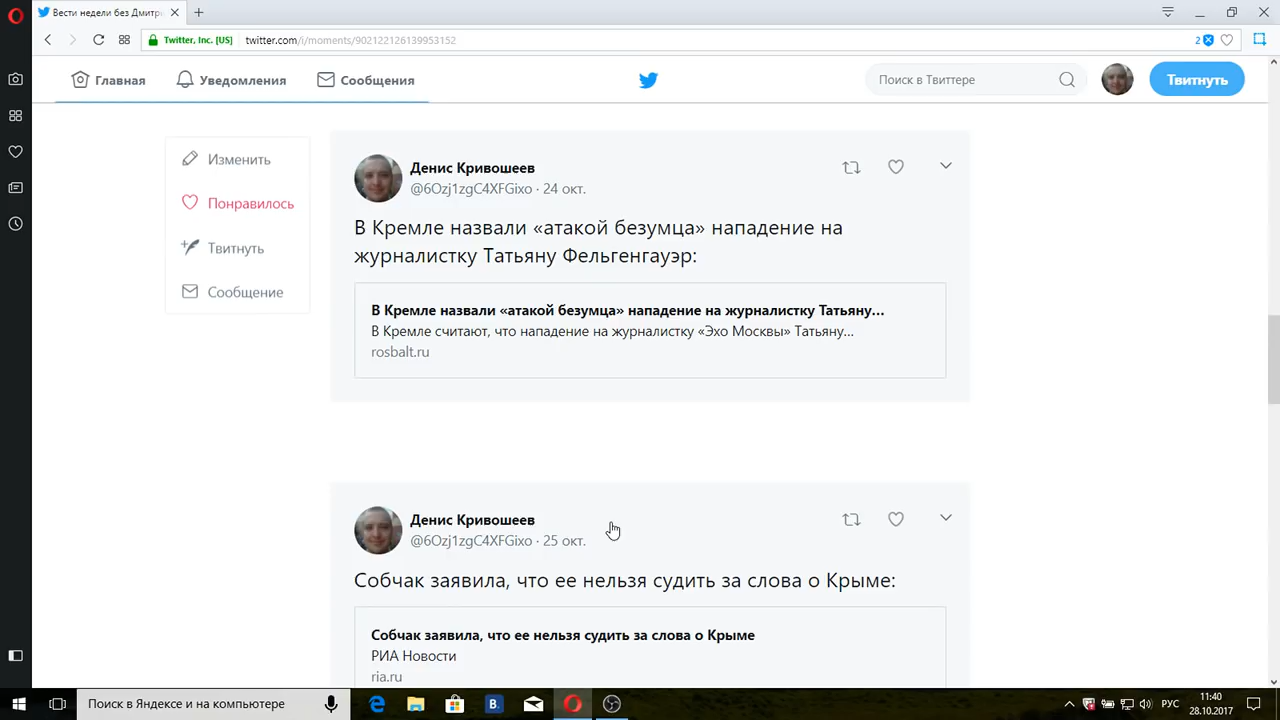 Вести недели без Дмитри
Twitter, Inc. [US]
twitter.com/i/moments/902122126139953152
2
Главная
Уведомления
Сообщения
Поиск в Твиттере
Твитнуть
Изменить
Понравилось
Твитнуть
Сообщение
Денис Кривошеев
@6Ozj1zgC4XFGixo · 24 окт.
В Кремле назвали «атакой безумца» нападение на
журналистку Татьяну Фельгенгауэр:
В Кремле назвали «атакой безумца» нападение на журналистку Татьяну...
В Кремле считают, что нападение на журналистку «Эхо Москвы» Татьяну...
rosbalt.ru
Денис Кривошеев
@6Ozj1zgC4XFGixo · 25 окт.
Собчак заявила, что ее нельзя судить за слова о Крыме:
Собчак заявила, что ее нельзя судить за слова о Крыме
РИА Новости
ria.ru
Поиск в Яндексе и на компьютере
B.
РУС
11:40
28.10.2017